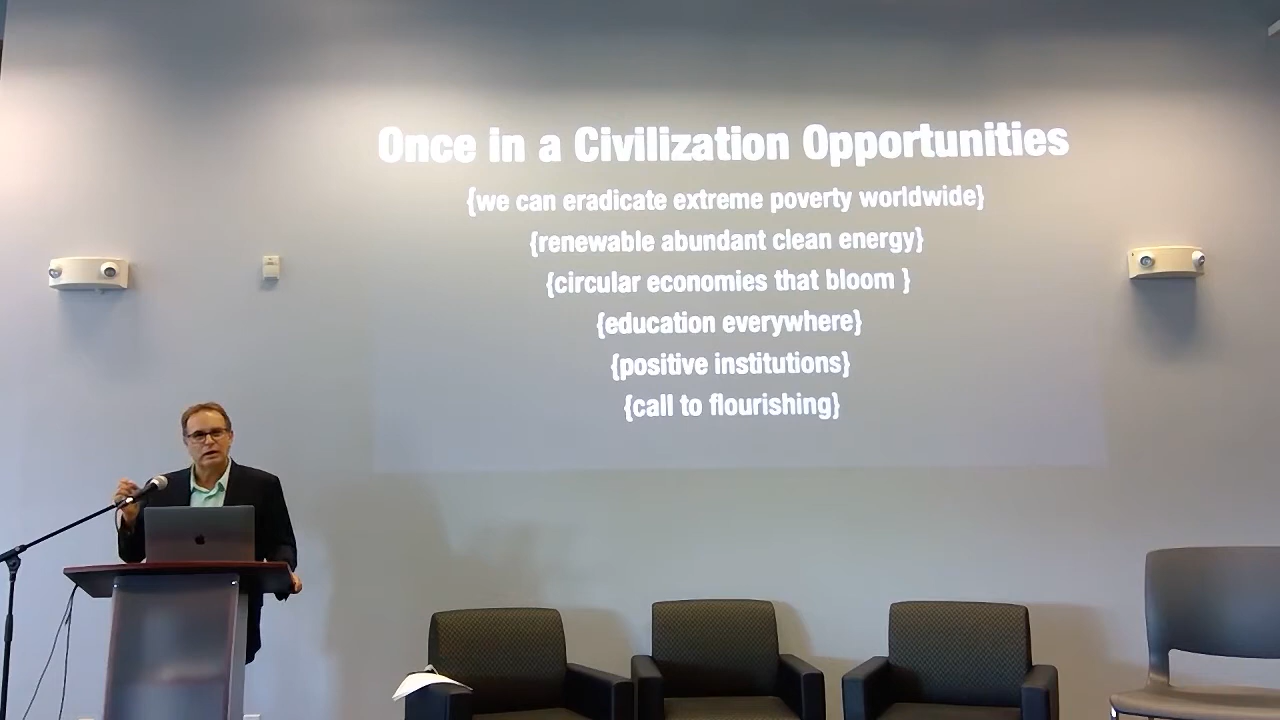 Once in a Civilization Opportunities
{we can eradicate extreme poverty worldwide}
{renewable abundant clean energy}
{circular economies that bloom }
{education everywhere}
{positive institutions}
{call to flourishing}